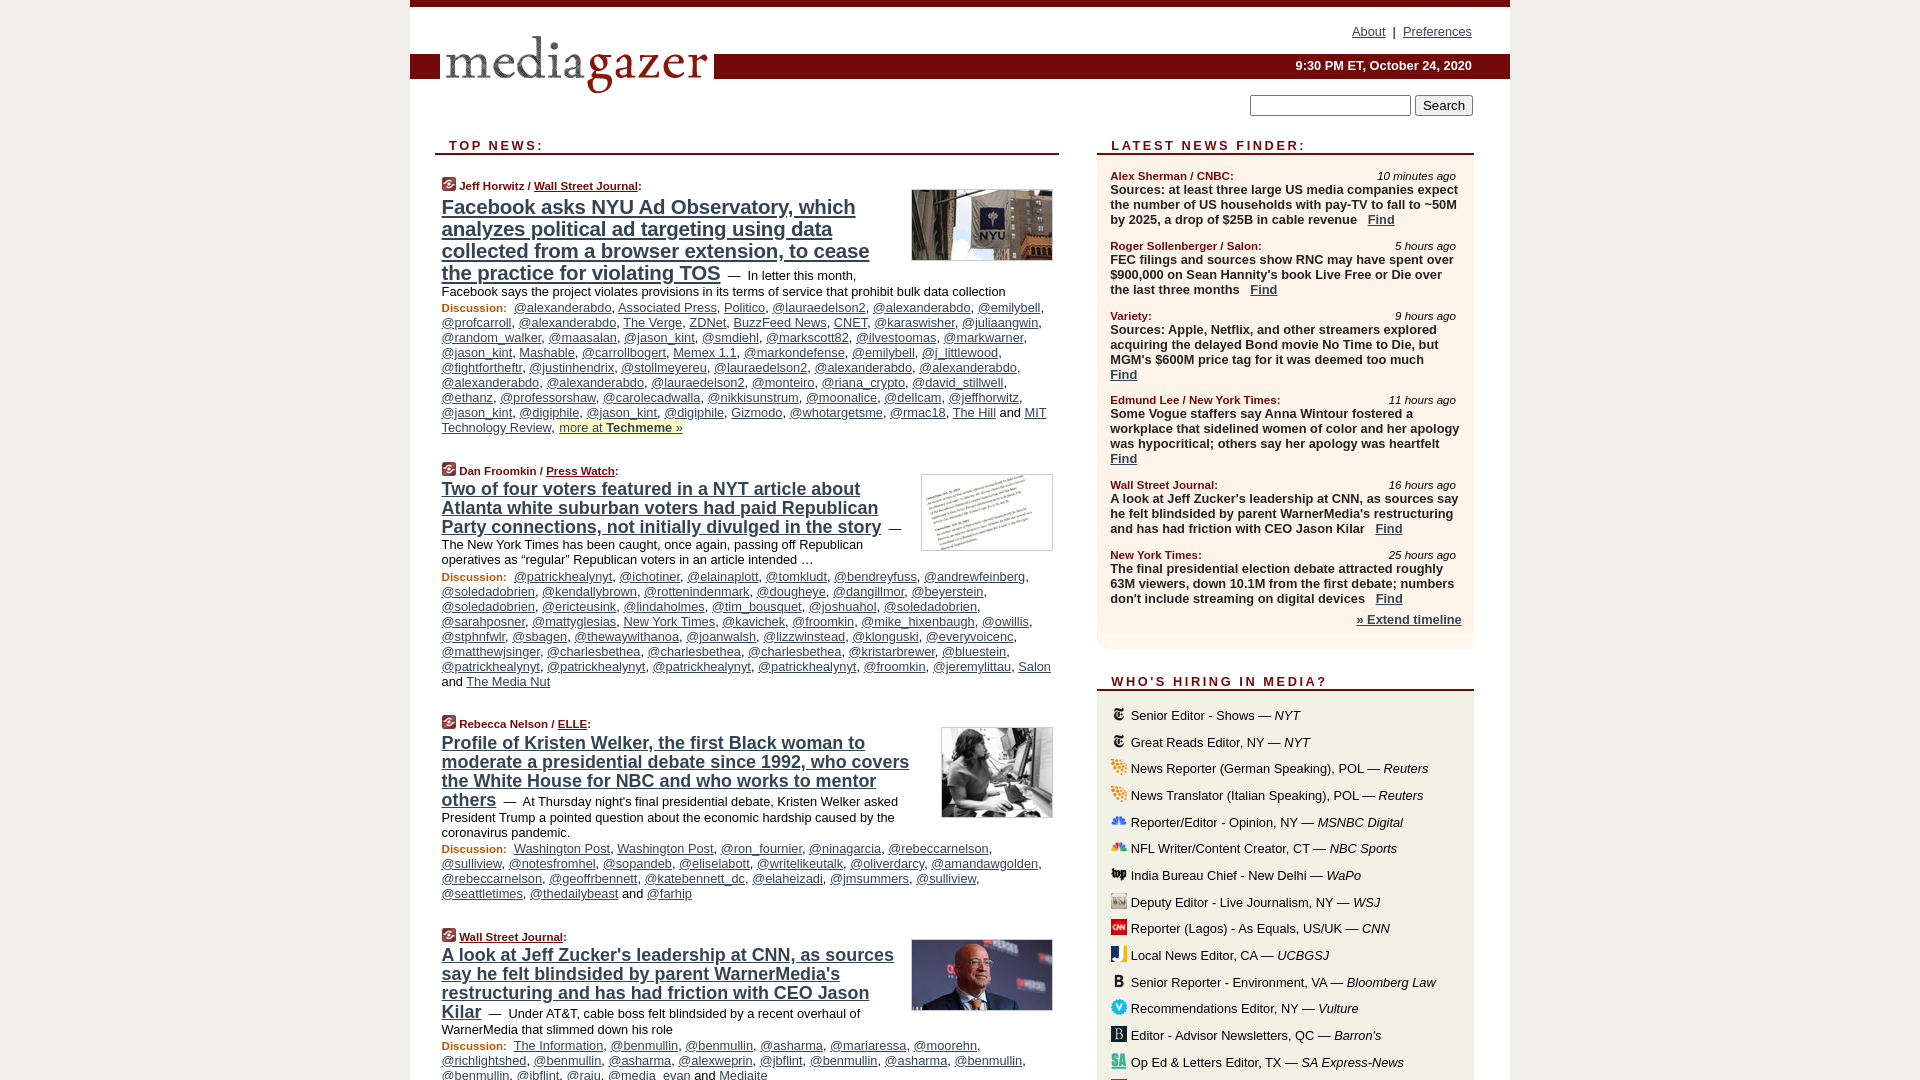 About | Preferences
mediagazer
9:30 PM ET, October 24, 2020
Search
TOP NEWS:
Jeff Horwitz / Wall Street Journal:
Facebook asks NYU Ad Observatory, which
analyzes political ad targeting using data
collected from a browser extension, to cease
the practice for violating TOS — In letter this month,
Facebook says the project violates provisions in its terms of service that prohibit bulk data collection
Discussion: @alexanderabdo, Associated Press, Politico, @lauraedelson2, @alexanderabdo, @emilybell,
@profcarroll, @alexanderabdo, The Verge, ZDNet, BuzzFeed News, CNET, @karaswisher, @juliaangwin,
@random_walker, @maasalan, @jason_kint, @smdiehl, @markscott82, @ilvestoomas, @markwarner,
@jason_kint, Mashable, @carrollbogert, Memex 1.1, @markondefense, @emilybell, @j_littlewood,
@fightfortheftr, @justinhendrix, @stollmeyereu, @lauraedelson2, @alexanderabdo, @alexanderabdo,
@alexanderabdo, @alexanderabdo, @lauraedelson2, @monteiro, @riana_crypto, @david_stillwell,
@ethanz, @professorshaw, @carolecadwalla, @nikkisunstrum, @moonalice, @dellcam, @jeffhorwitz,
@jason_kint, @digiphile, @jason_kint, @digiphile, Gizmodo, @whotargetsme, @rmac18, The Hill and MIT
Technology Review, more at Techmeme »
NYU
Dan Froomkin / Press Watch:
Two of four voters featured in a NYT article about
Atlanta white suburban voters had paid Republican
Party connections, not initially divulged in the story —
The New York Times has been caught, once again, passing off Republican
operatives as “regular” Republican voters in an article intended …
Discussion: @patrickhealynyt, @ichotiner, @elainaplott, @tomkludt, @bendreyfuss, @andrewfeinberg,
@soledadobrien, @kendallybrown, @rottenindenmark, @dougheye, @dangillmor, @beyerstein,
@soledadobrien, @ericteusink, @lindaholmes, @tim_bousquet, @joshuahol, @soledadobrien,
@sarahposner, @mattyglesias, New York Times, @kavichek, @froomkin, @mike_hixenbaugh, @owillis,
@stphnfwlr, @sbagen, @thewaywithanoa, @joanwalsh, @lizzwinstead, @klonguski, @everyvoicenc,
@matthewjsinger, @charlesbethea, @charlesbethea, @charlesbethea, @kristarbrewer, @bluestein,
@patrickhealynyt, @patrickhealynyt, @patrickhealynyt, @patrickhealynyt, @froomkin, @jeremylittau, Salon
and The Media Nut
Rebecca Nelson / ELLE:
Profile of Kristen Welker, the first Black woman to
moderate a presidential debate since 1992, who covers
the White House for NBC and who works to mentor
others — At Thursday night's final presidential debate, Kristen Welker asked
President Trump a pointed question about the economic hardship caused by the
coronavirus pandemic.
Discussion: Washington Post, Washington Post, @ron_fournier, @ninagarcia, @rebeccarnelson,
@sulliview, @notesfromhel, @sopandeb, @eliselabott, @writelikeutalk, @oliverdarcy, @amandawgolden,
@rebeccarnelson, @geoffrbennett, @katebennett_dc, @elaheizadi, @jmsummers, @sulliview,
@seattletimes, @thedailybeast and @farhip
Wall Street Journal:
A look at Jeff Zucker's leadership at CNN, as sources
say he felt blindsided by parent WarnerMedia's
restructuring and has had friction with CEO Jason
Kilar — Under AT&T, cable boss felt blindsided by a recent overhaul of
WarnerMedia that slimmed down his role
Discussion: The Information, @benmullin, @benmullin, @asharma, @mariaressa, @moorehn,
@richlightshed, @benmullin, @asharma, @alexweprin, @jbflint, @benmullin, @asharma, @benmullin,
@benmullin, @jbflint, @raju, @media_evan and Mediaite
LATEST NEWS FINDER:
Alex Sherman / CNBC: 10 minutes ago
Sources: at least three large US media companies expect
the number of US households with pay-TV to fall to ~50M
by 2025, a drop of $25B in cable revenue Find
Roger Sollenberger / Salon: 5 hours ago
FEC filings and sources show RNC may have spent over
$900,000 on Sean Hannity's book Live Free or Die over
the last three months Find
Variety: 9 hours ago
Sources: Apple, Netflix, and other streamers explored
acquiring the delayed Bond movie No Time to Die, but
MGM's $600M price tag for it was deemed too much
Find
Edmund Lee / New York Times: 11 hours ago
Some Vogue staffers say Anna Wintour fostered a
workplace that sidelined women of color and her apology
was hypocritical; others say her apology was heartfelt
Find
Wall Street Journal: 16 hours ago
A look at Jeff Zucker's leadership at CNN, as sources say
he felt blindsided by parent WarnerMedia's restructuring
and has had friction with CEO Jason Kilar Find
New York Times: 25 hours ago
The final presidential election debate attracted roughly
63M viewers, down 10.1M from the first debate; numbers
don't include streaming on digital devices Find
» Extend timeline
WHO'S HIRING IN MEDIA?
Senior Editor - Shows — NYT
Great Reads Editor, NY — NYT
News Reporter (German Speaking), POL — Reuters
News Translator (Italian Speaking), POL — Reuters
Reporter/Editor - Opinion, NY — MSNBC Digital
NFL Writer/Content Creator, CT — NBC Sports
India Bureau Chief - New Delhi — WaPo
Deputy Editor - Live Journalism, NY — WSJ
Reporter (Lagos) - As Equals, US/UK — CNN
Local News Editor, CA — UCBGSJ
Senior Reporter - Environment, VA — Bloomberg Law
Recommendations Editor, NY — Vulture
Editor - Advisor Newsletters, QC — Barron's
Op Ed & Letters Editor, TX — SA Express-News